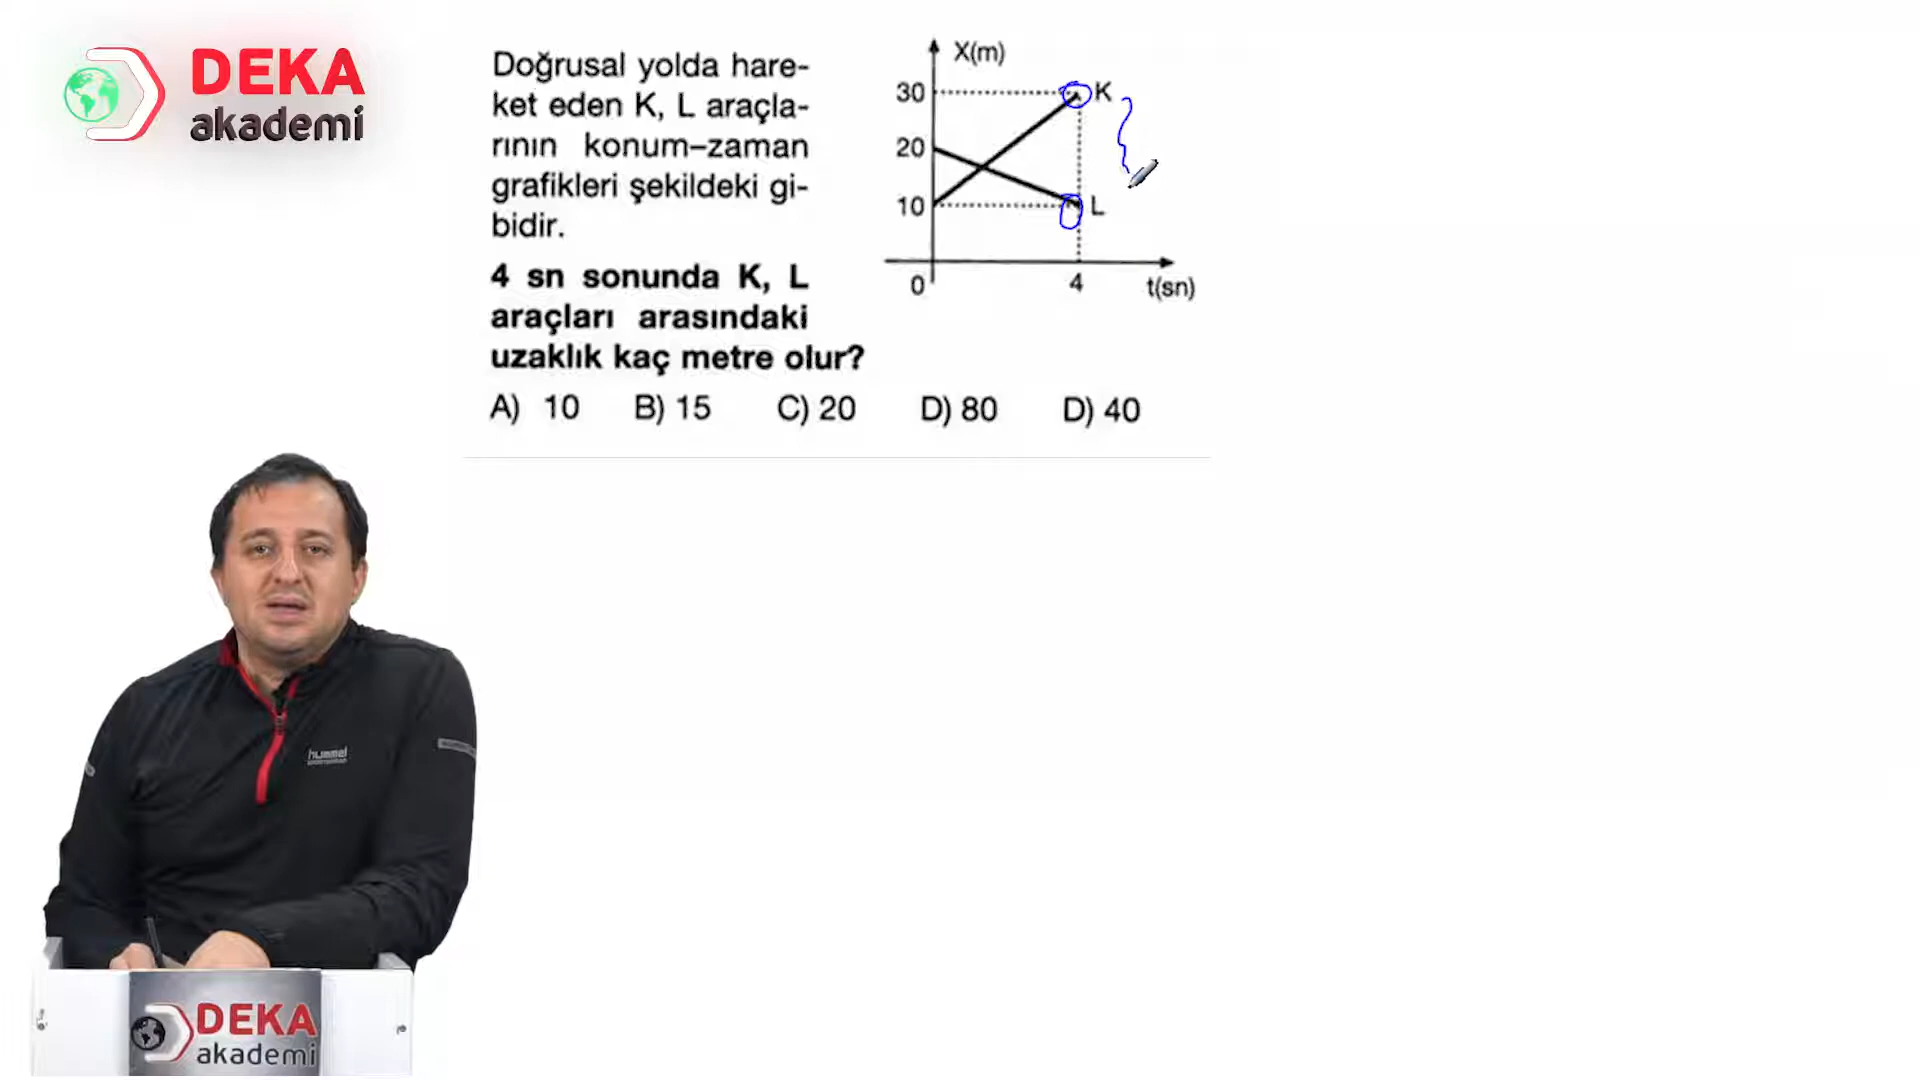 DEKA
akademi
Doğrusal yolda hare-
ket eden K, L araçla-
rının konum–zaman
grafikleri şekildeki gi-
bidir.
4 sn sonunda K, L
araçları arasındaki
uzaklık kaç metre olur?
X(m)
30
K
20
10
L
0
4
t(sn)
A) 10 B) 15 C) 20 D) 80 D) 40
hummel
DEKA
akademi